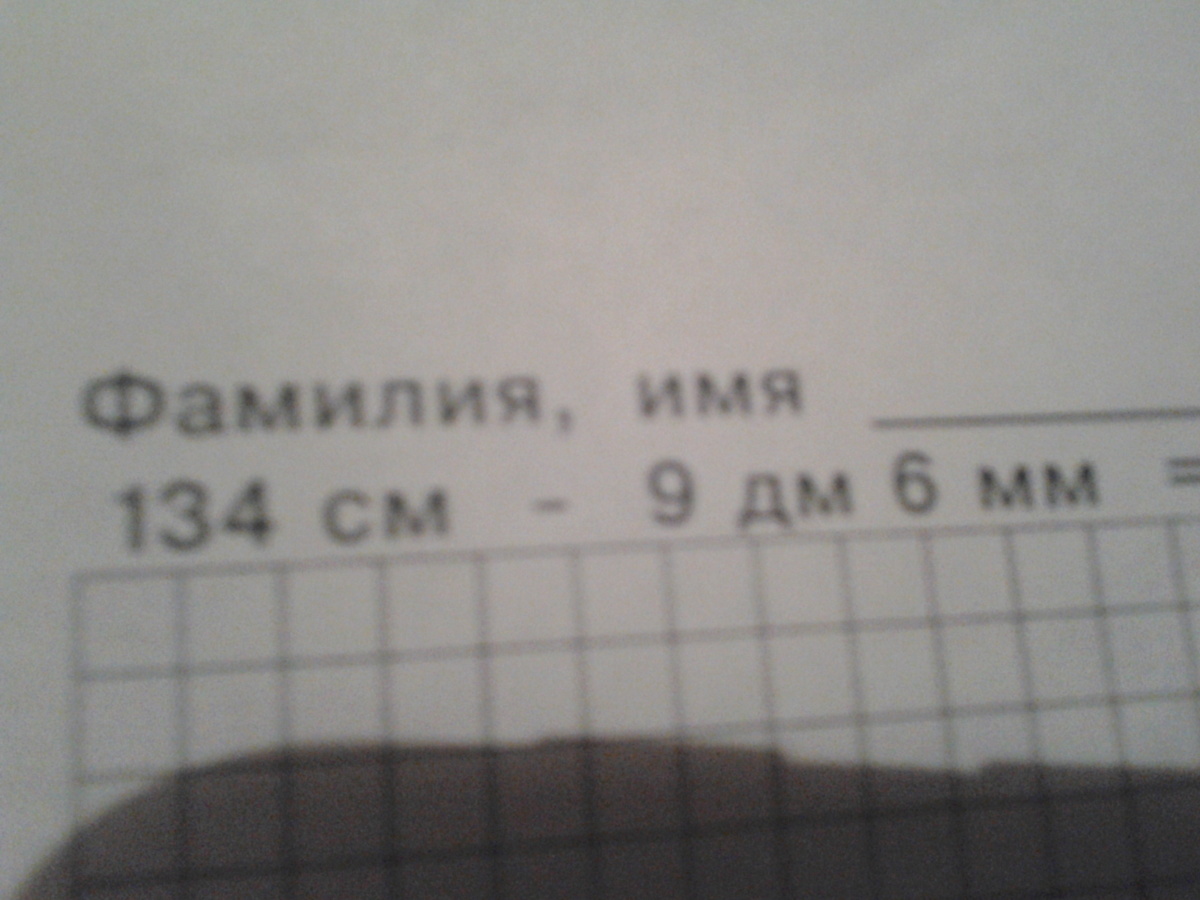 Фамилия, имя
134 см - 9 дм 6 мм =